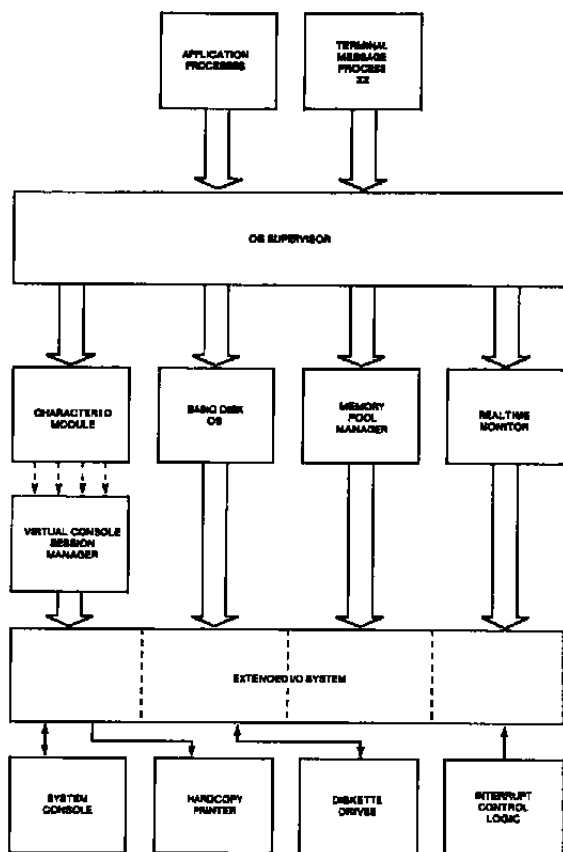 APPLICATION
PROCESSES
TERMINAL
MESSAGE
PROCESS
OS SUPERVISOR
CHARACTER I/O
MODULE
BASIC DISK
OS
MEMORY
POOL
MANAGER
REALTIME
MONITOR
VIRTUAL CONSOLE
SESSION
MANAGER
EXTENDED I/O SYSTEM
SYSTEM
CONSOLE
HARDCOPY
PRINTER
DISKETTE
DRIVES
INTERRUPT
CONTROL
LOGIC